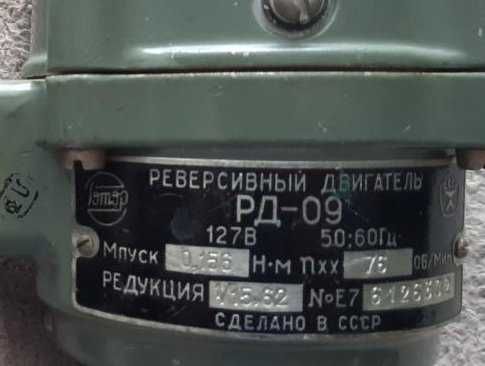 РЕВЕРСИВНЫЙ ДВИГАТЕЛЬ
РД-09
127В 50:60Гц
Мпуск 0,156 Н·м nхх 76 об/мин
РЕДУКЦИЯ 1/15.62 №Е7
СДЕЛАНО В СССР